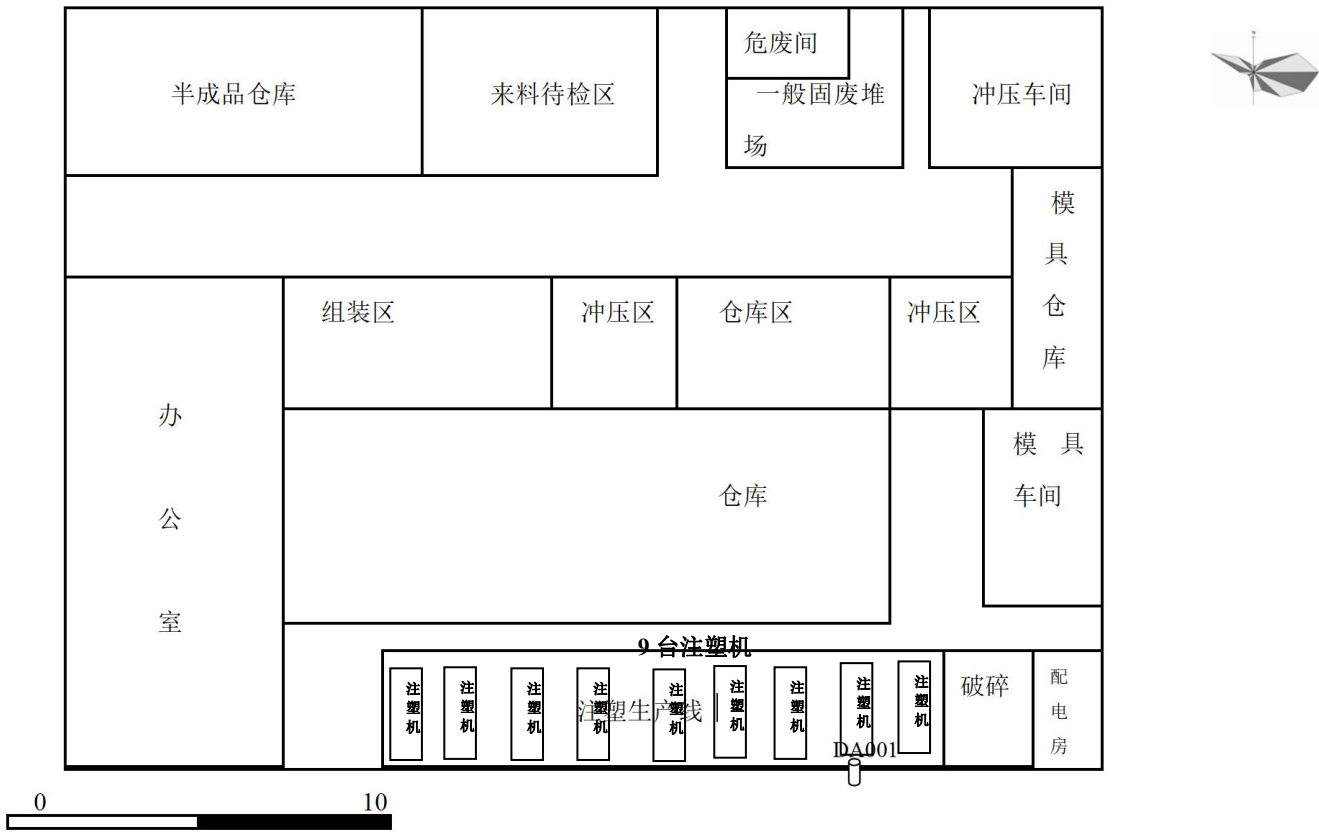 危废间
半成品仓库
来料待检区
一般固废堆
场
冲压车间
N
模
具
仓
库
组装区
冲压区
仓库区
冲压区
办
公
室
仓库
模 具
车间
9 台注塑机
注塑机
注塑机
注塑机
注塑机
注塑机
注塑机
注塑机
注塑机
注塑机
注塑生产线
破碎
配
电
房
DA001
0
10